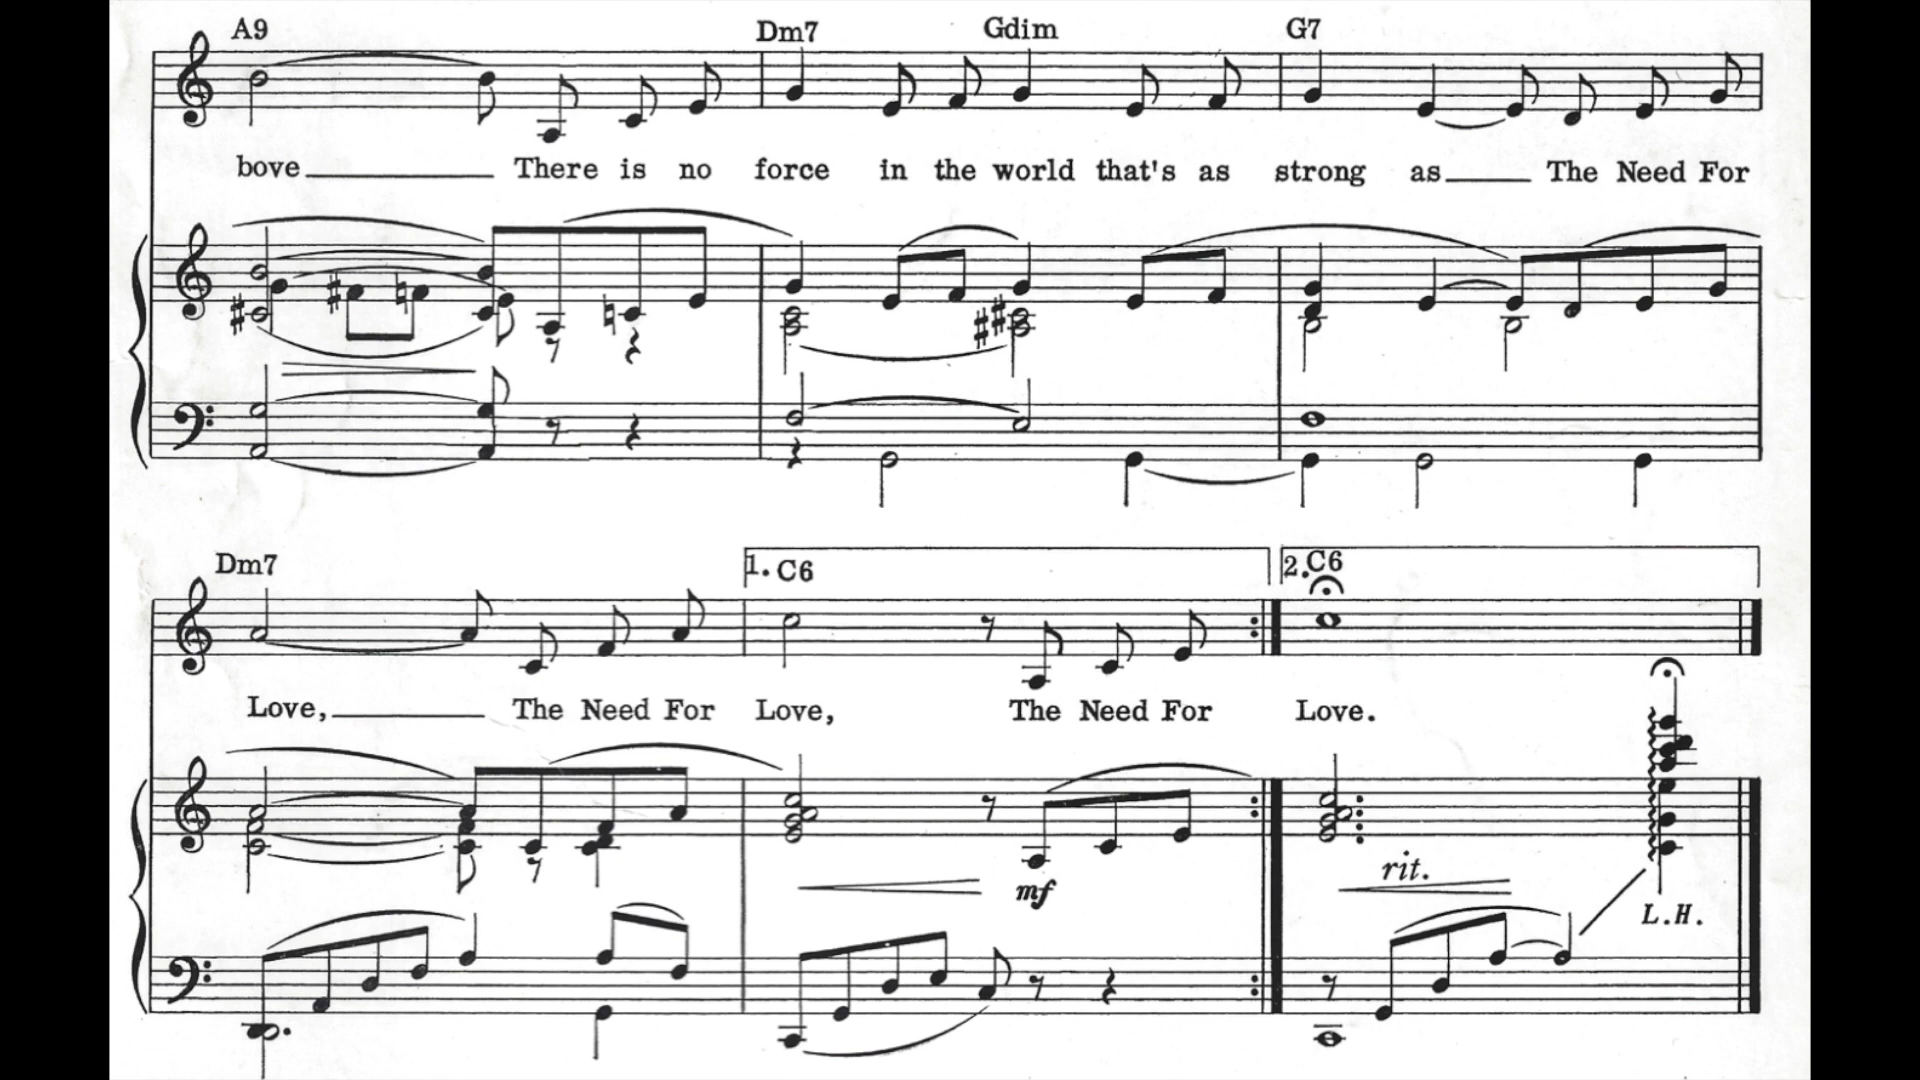 A9 Dm7 Gdim G7
bove There is no force in the world that's as strong as The Need For
Dm7 1. C6 2. C6
Love, The Need For Love, The Need For Love.
mf rit.
L.H.